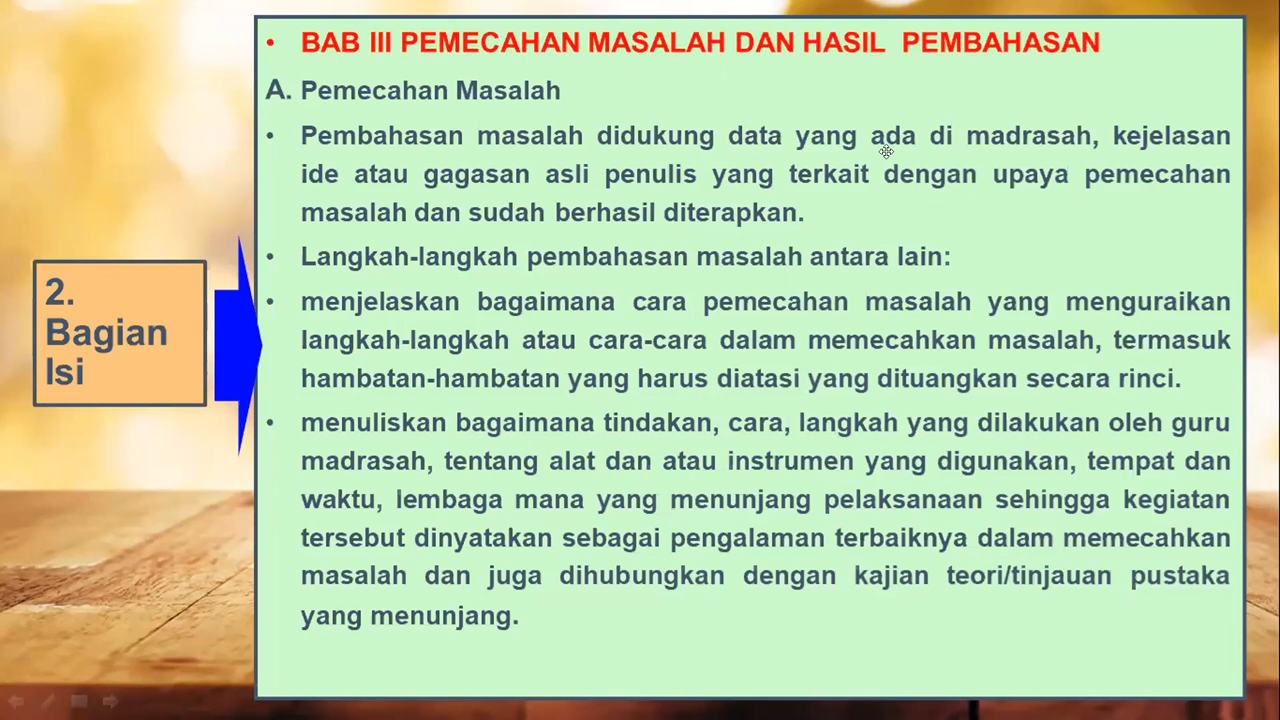 • BAB III PEMECAHAN MASALAH DAN HASIL PEMBAHASAN
A. Pemecahan Masalah
• Pembahasan masalah didukung data yang ada di madrasah, kejelasan
ide atau gagasan asli penulis yang terkait dengan upaya pemecahan
masalah dan sudah berhasil diterapkan.
• Langkah-langkah pembahasan masalah antara lain:
• menjelaskan bagaimana cara pemecahan masalah yang menguraikan
langkah-langkah atau cara-cara dalam memecahkan masalah, termasuk
hambatan-hambatan yang harus diatasi yang dituangkan secara rinci.
• menuliskan bagaimana tindakan, cara, langkah yang dilakukan oleh guru
madrasah, tentang alat dan atau instrumen yang digunakan, tempat dan
waktu, lembaga mana yang menunjang pelaksanaan sehingga kegiatan
tersebut dinyatakan sebagai pengalaman terbaiknya dalam memecahkan
masalah dan juga dihubungkan dengan kajian teori/tinjauan pustaka
yang menunjang.
2.
Bagian
Isi